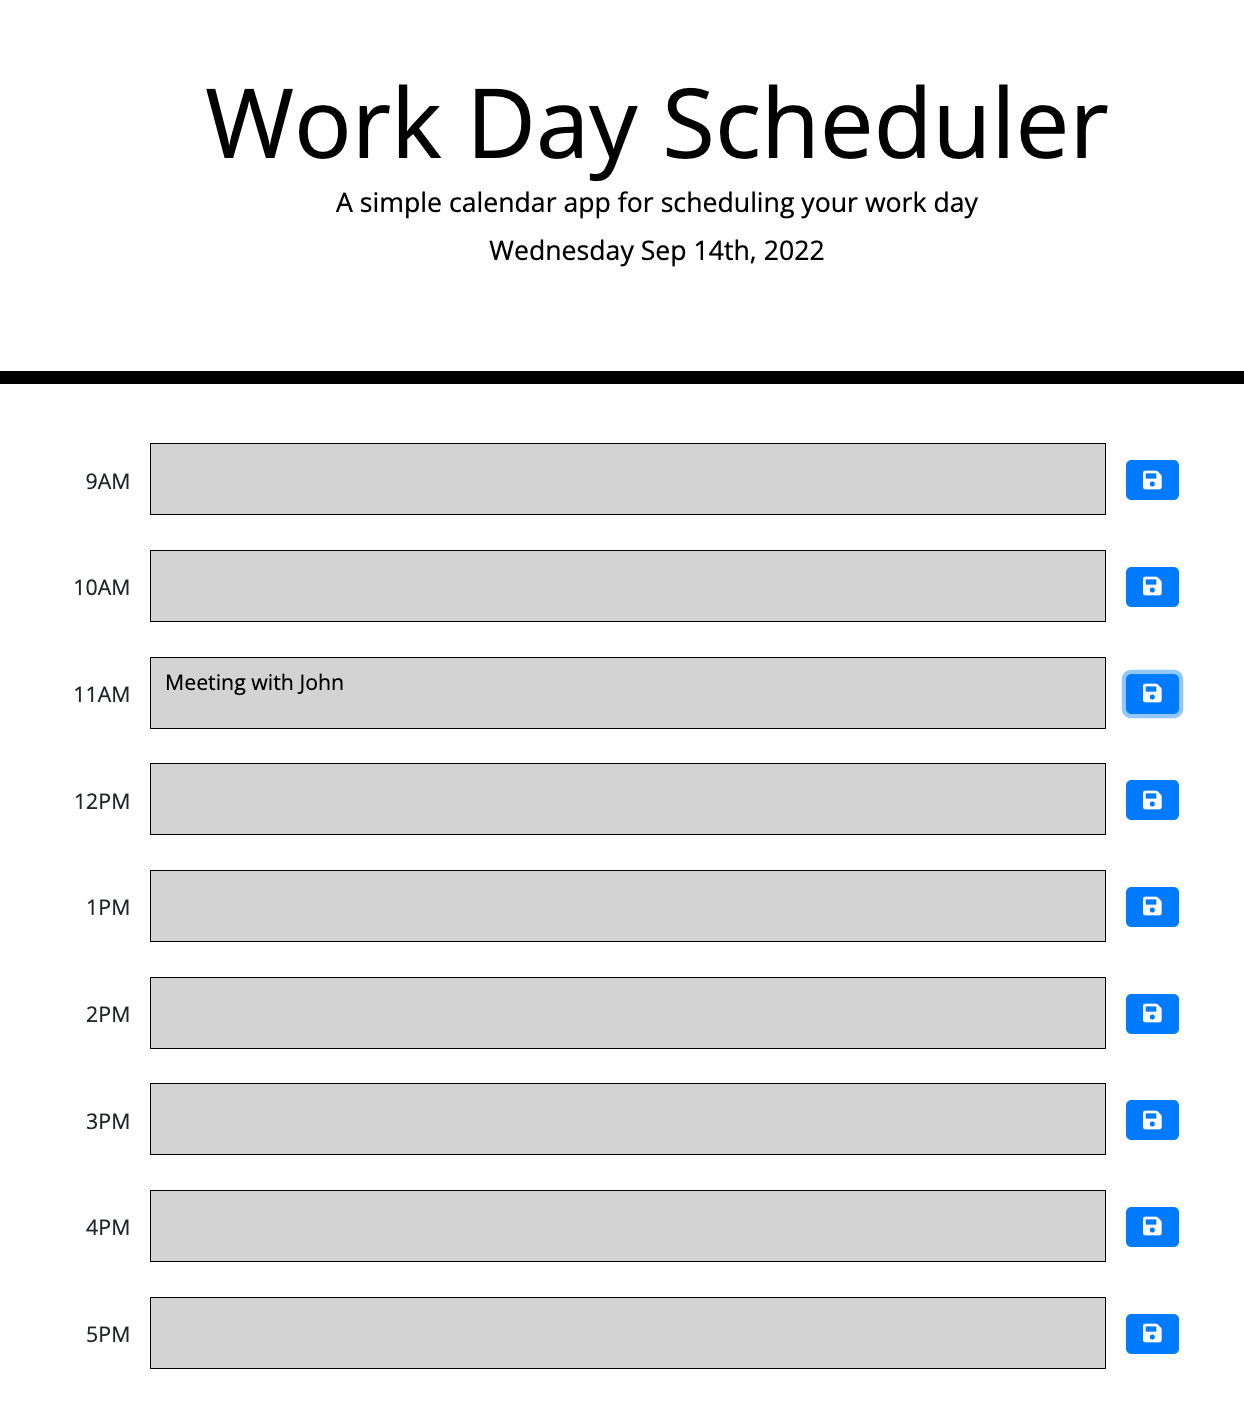 Work Day Scheduler
A simple calendar app for scheduling your work day
Wednesday Sep 14th, 2022
9AM
10AM
11AM Meeting with John
12PM
1PM
2PM
3PM
4PM
5PM